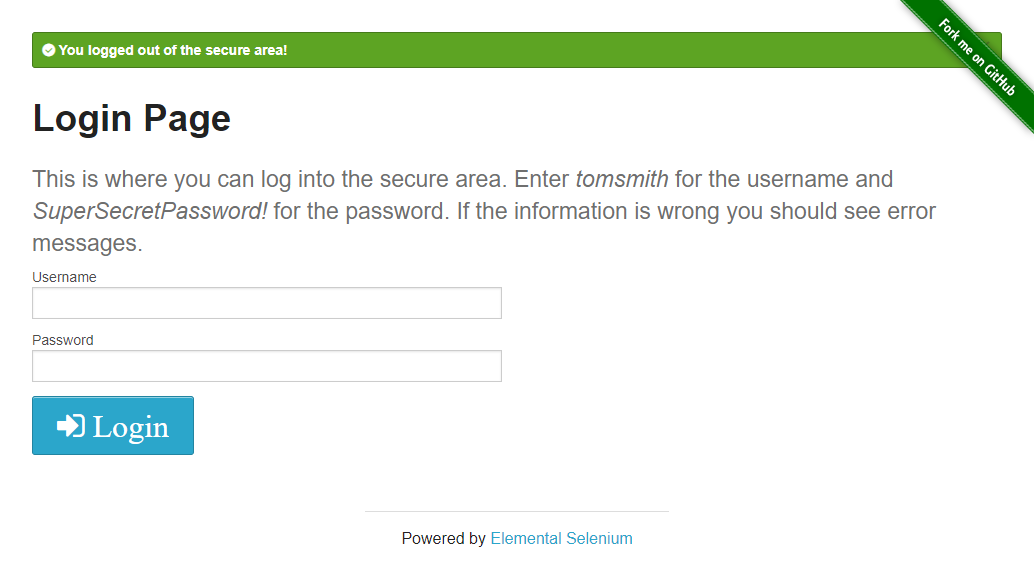 You logged out of the secure area!
Fork me on GitHub
Login Page
This is where you can log into the secure area. Enter tomsmith for the username and
SuperSecretPassword! for the password. If the information is wrong you should see error
messages.
Username
Password
Login
Powered by Elemental Selenium